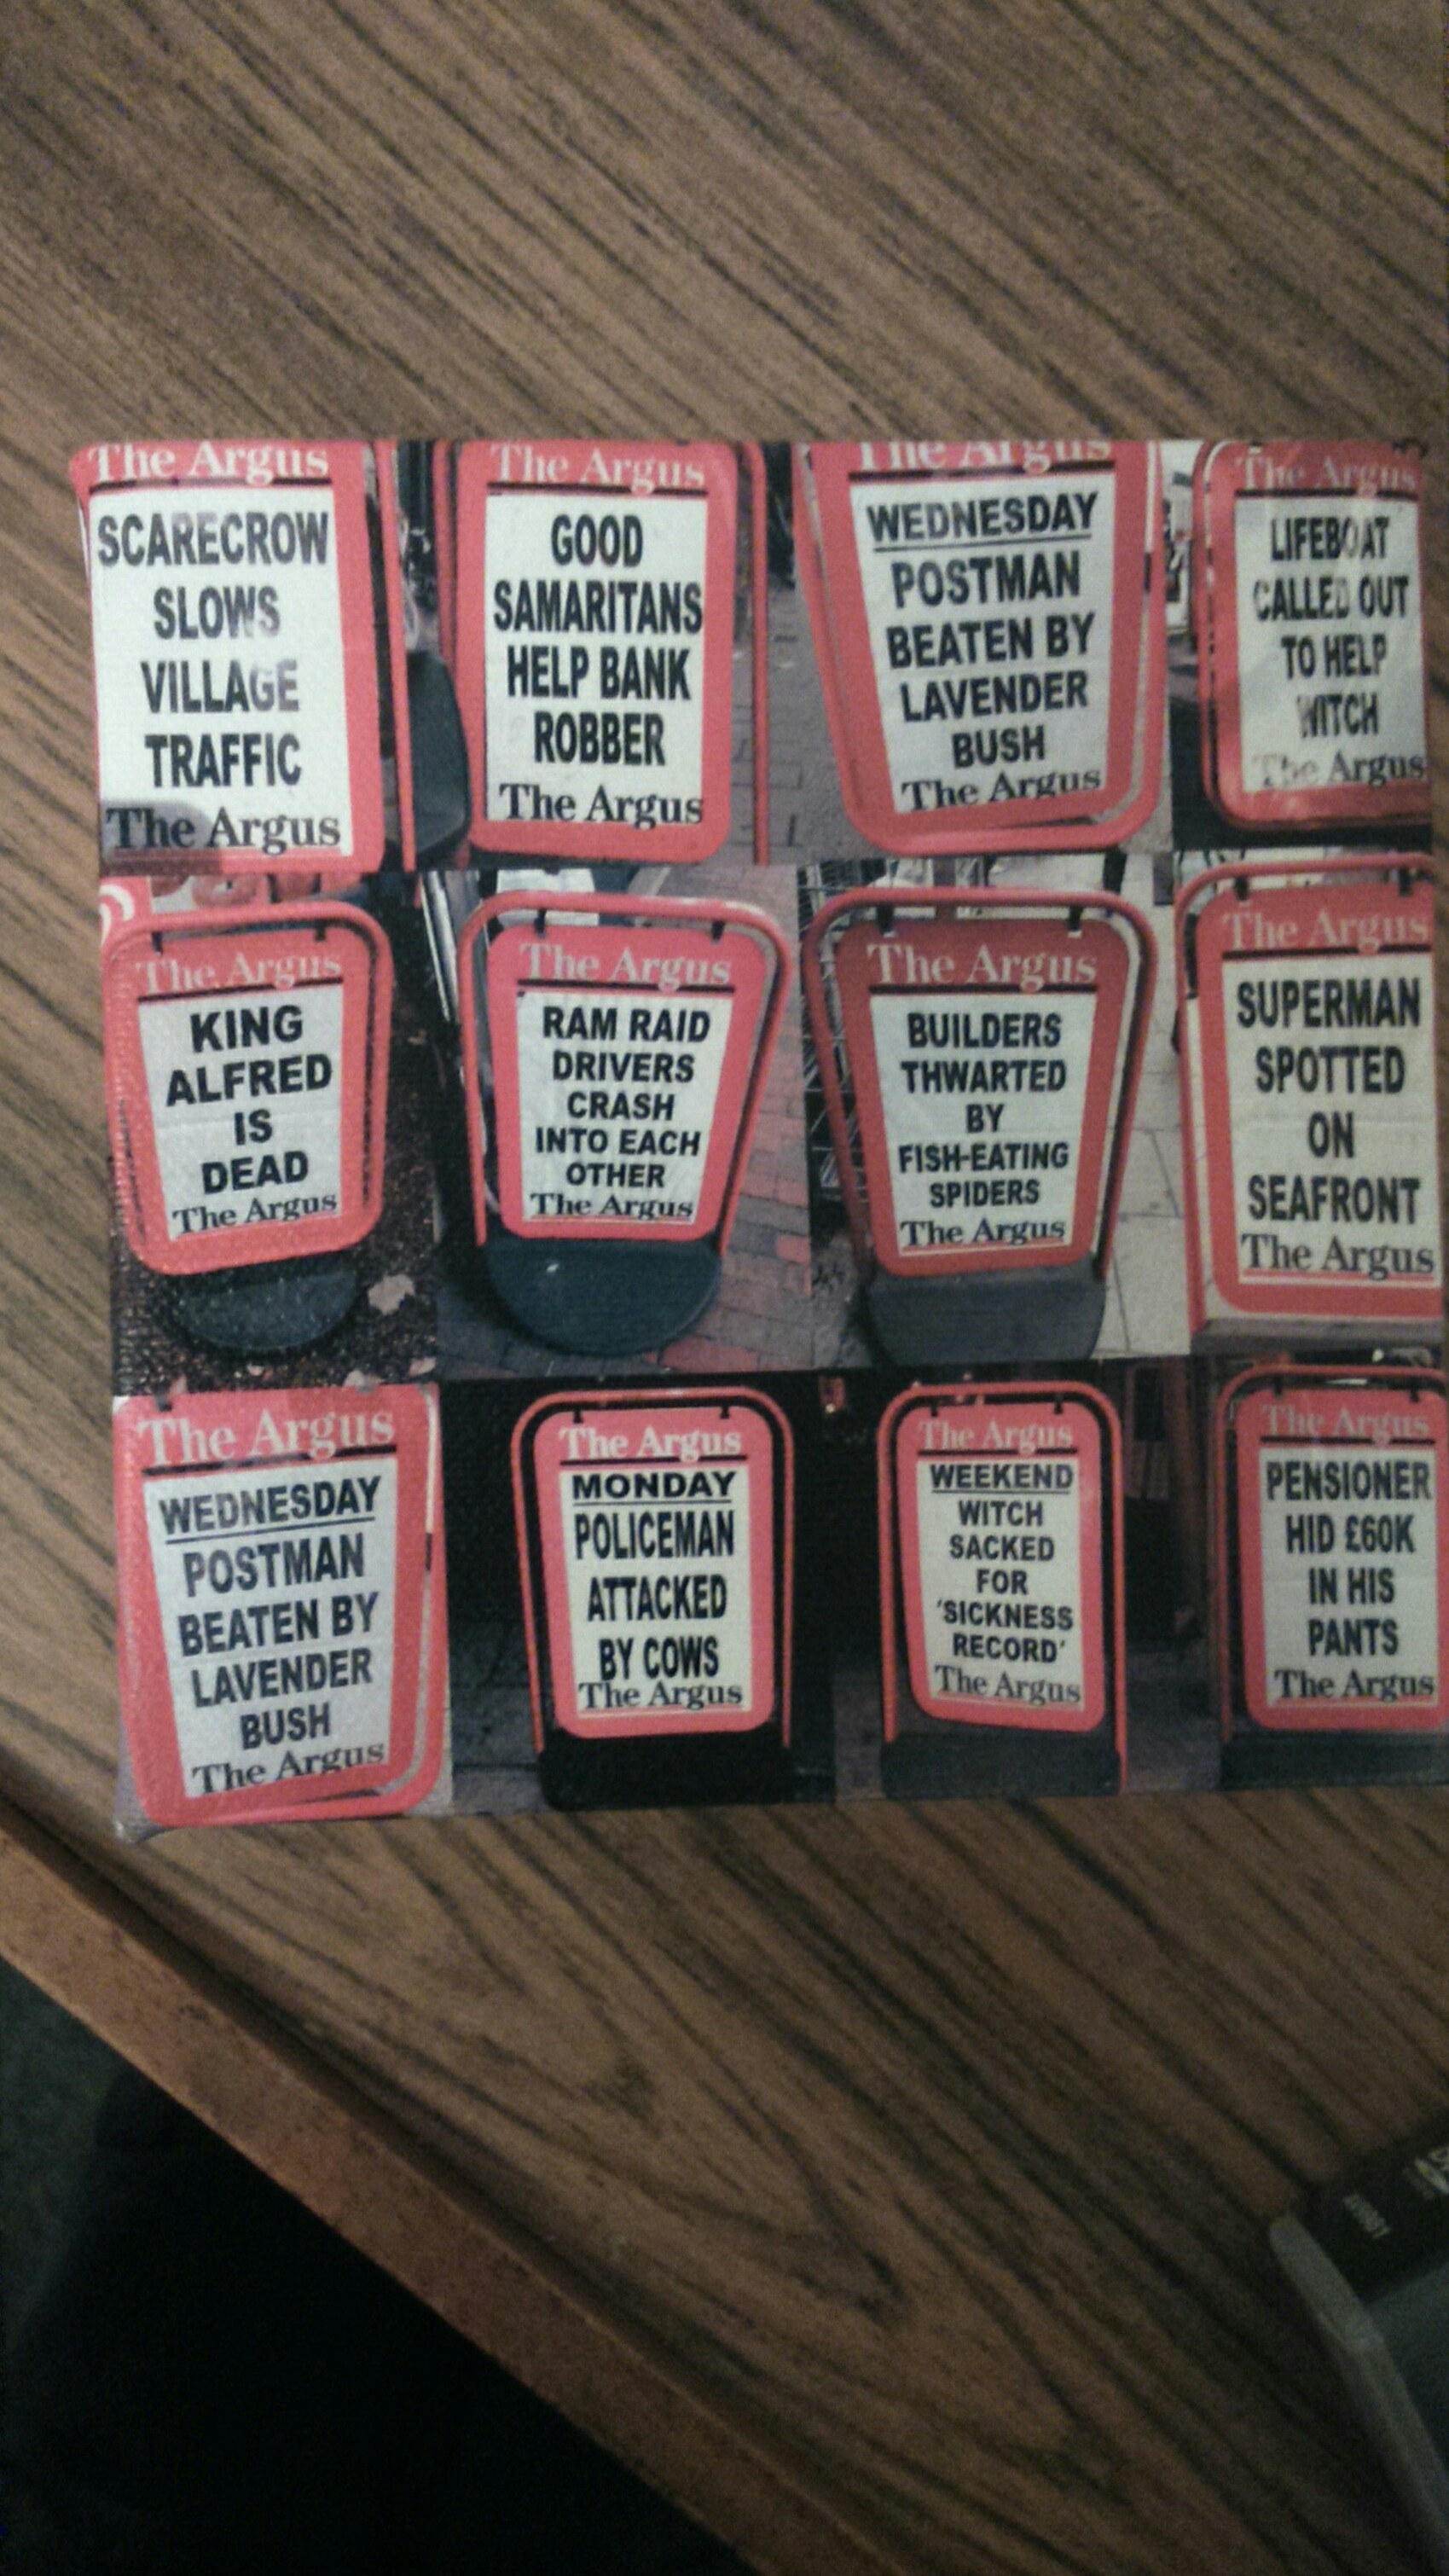 The Argus
SCARECROW
SLOWS
VILLAGE
TRAFFIC
The Argus
The Argus
GOOD
SAMARITANS
HELP BANK
ROBBER
The Argus
The Argus
WEDNESDAY
POSTMAN
BEATEN BY
LAVENDER
BUSH
The Argus
The Argus
LIFEBOAT
CALLED OUT
TO HELP
WITCH
The Argus
The Argus
KING
ALFRED
IS
DEAD
The Argus
The Argus
RAM RAID
DRIVERS
CRASH
INTO EACH
OTHER
The Argus
The Argus
BUILDERS
THWARTED
BY
FISH-EATING
SPIDERS
The Argus
The Argus
SUPERMAN
SPOTTED
ON
SEAFRONT
The Argus
The Argus
WEDNESDAY
POSTMAN
BEATEN BY
LAVENDER
BUSH
The Argus
The Argus
MONDAY
POLICEMAN
ATTACKED
BY COWS
The Argus
The Argus
WEEKEND
WITCH
SACKED
FOR
'SICKNESS
RECORD'
The Argus
The Argus
PENSIONER
HID £60K
IN HIS
PANTS
The Argus